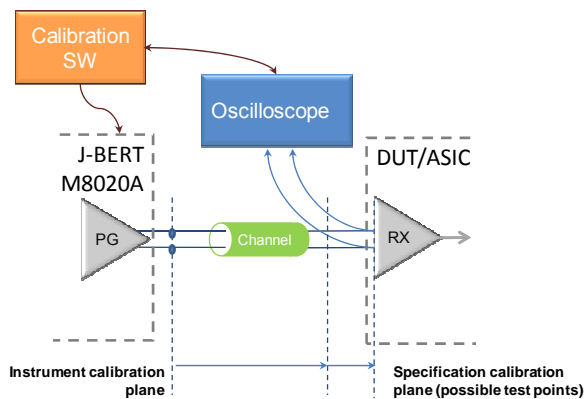 Calibration
SW
Oscilloscope
J-BERT
M8020A
DUT/ASIC
PG
Channel
RX
Instrument calibration
plane
Specification calibration
plane (possible test points)